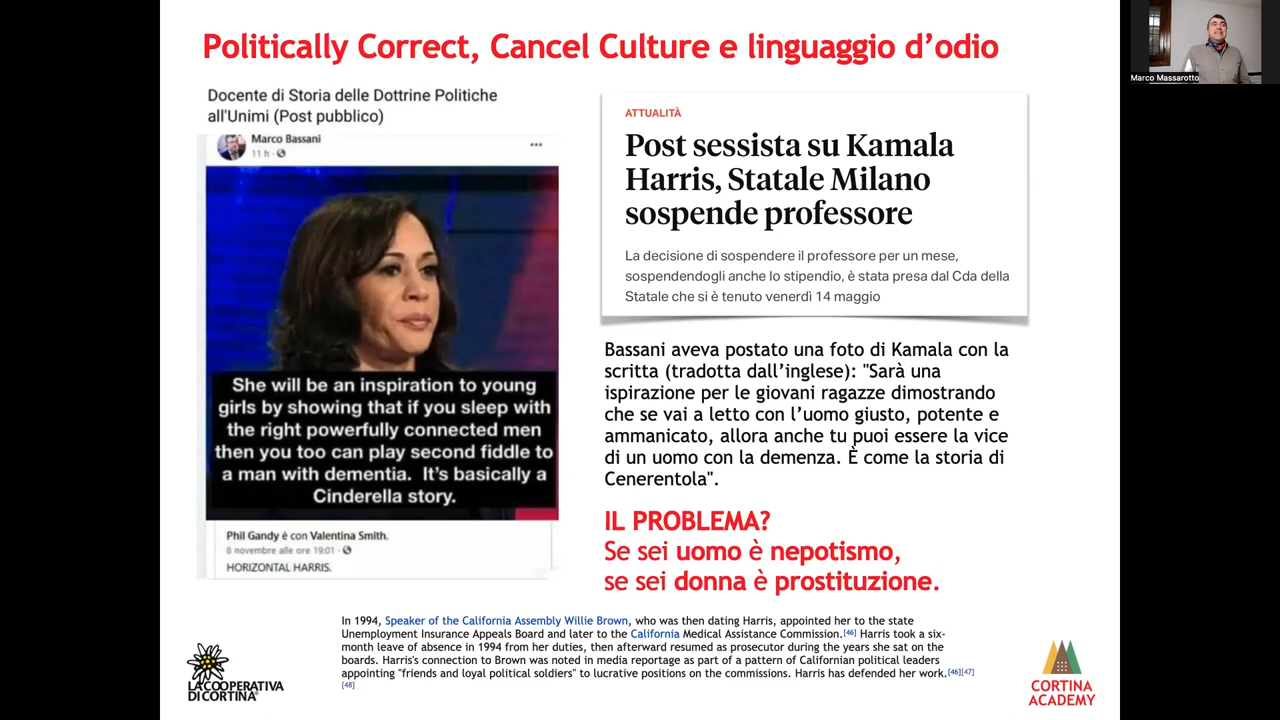 Politically Correct, Cancel Culture e linguaggio d’odio
Marco Massarotto
Docente di Storia delle Dottrine Politiche
all'Unimi (Post pubblico)
Marco Bassani
11 h ·
She will be an inspiration to young
girls by showing that if you sleep with
the right powerfully connected men
then you too can play second fiddle to
a man with dementia. It’s basically a
Cinderella story.
Phil Gandy è con Valentina Smith.
8 novembre alle ore 19:01 ·
HORIZONTAL HARRIS.
ATTUALITÀ
Post sessista su Kamala
Harris, Statale Milano
sospende professore
La decisione di sospendere il professore per un mese,
sospendendogli anche lo stipendio, è stata presa dal Cda della
Statale che si è tenuto venerdì 14 maggio
Bassani aveva postato una foto di Kamala con la
scritta (tradotta dall’inglese): "Sarà una
ispirazione per le giovani ragazze dimostrando
che se vai a letto con l’uomo giusto, potente e
ammanicato, allora anche tu puoi essere la vice
di un uomo con la demenza. È come la storia di
Cenerentola".
IL PROBLEMA?
Se sei uomo è nepotismo,
se sei donna è prostituzione.
In 1994, Speaker of the California Assembly Willie Brown, who was then dating Harris, appointed her to the state
Unemployment Insurance Appeals Board and later to the California Medical Assistance Commission.[46] Harris took a six-
month leave of absence in 1994 from her duties, then afterward resumed as prosecutor during the years she sat on the
boards. Harris's connection to Brown was noted in media reportage as part of a pattern of Californian political leaders
appointing "friends and loyal political soldiers" to lucrative positions on the commissions. Harris has defended her work.[46][47]
[48]
LA COOPERATIVA
DI CORTINA
CORTINA
ACADEMY